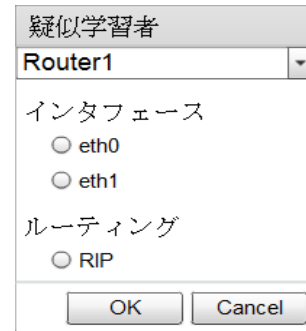 疑似学習者
Router1
インタフェース
eth0
eth1
ルーティング
RIP
OK
Cancel